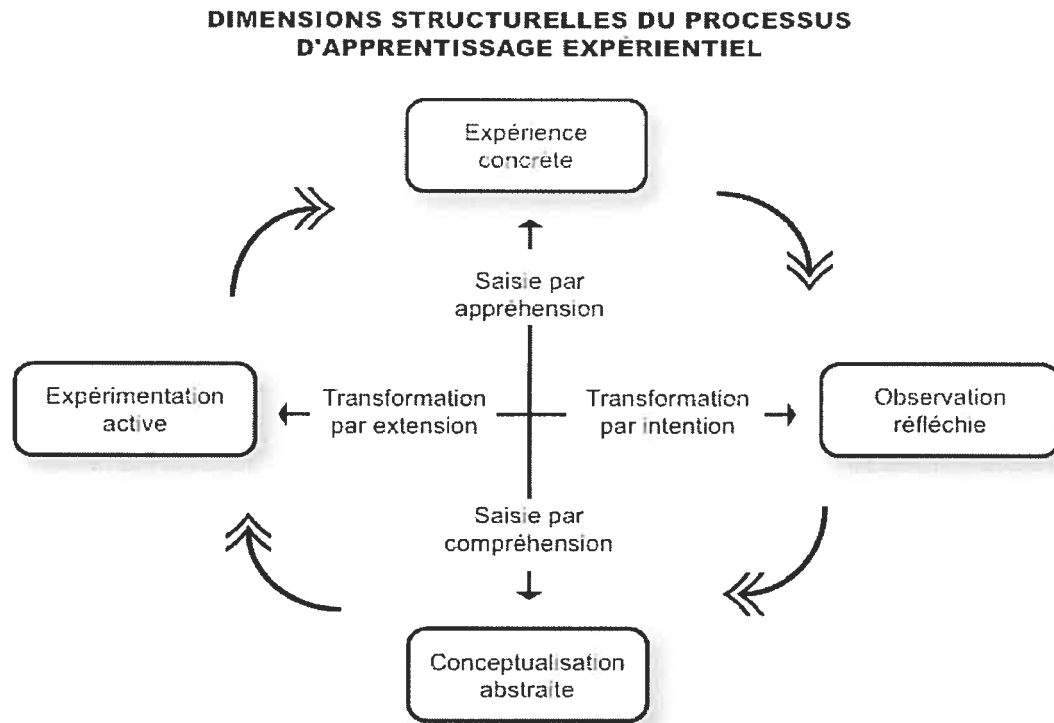 DIMENSIONS STRUCTURELLES DU PROCESSUS
D'APPRENTISSAGE EXPÉRIENTIEL
Expérience
concrète
Saisie par
appréhension
Expérimentation
active
Transformation
par extension
Transformation
par intention
Observation
réfléchie
Saisie par
compréhension
Conceptualisation
abstraite